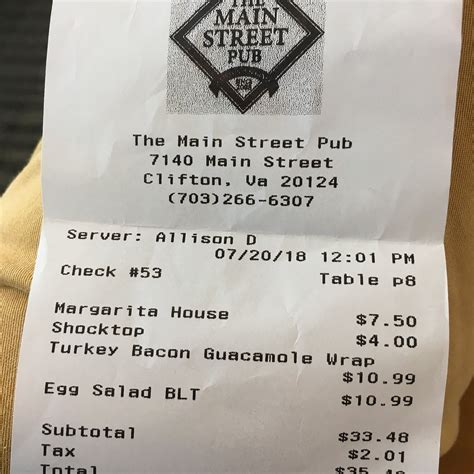 THE
MAIN
STREET
PUB
The Main Street Pub
7140 Main Street
Clifton, Va 20124
(703)266-6307
Server: Allison D
07/20/18 12:01 PM
Check #53 Table p8
Margarita House $7.50
Shocktop $4.00
Turkey Bacon Guacamole Wrap
$10.99
Egg Salad BLT $10.99
Subtotal $33.48
Tax $2.01
Total